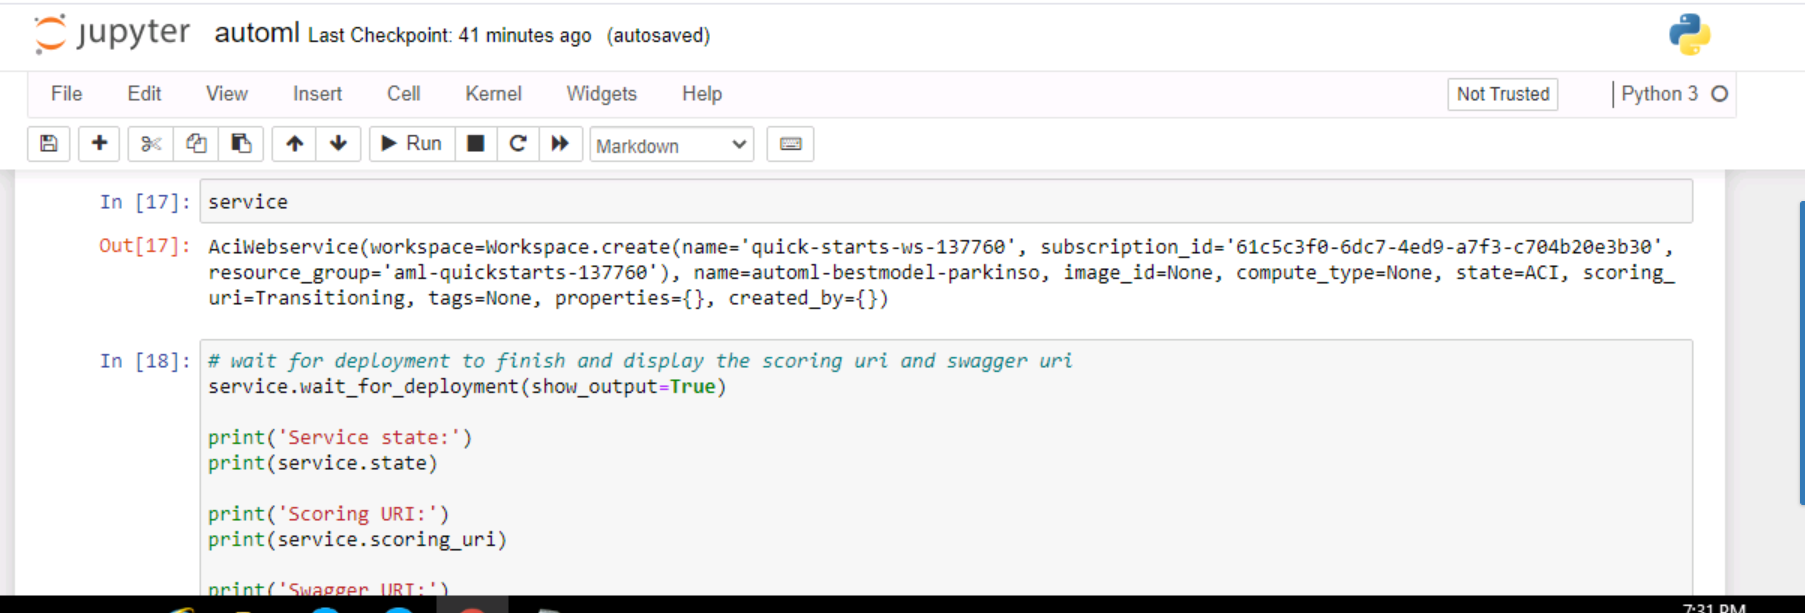 jupyter automl Last Checkpoint: 41 minutes ago (autosaved)
File Edit View Insert Cell Kernel Widgets Help Not Trusted Python 3
Run Markdown
In [17]: service
Out[17]: AciWebservice(workspace=Workspace.create(name='quick-starts-ws-137760', subscription_id='61c5c3f0-6dc7-4ed9-a7f3-c704b20e3b30',
resource_group='aml-quickstarts-137760'), name=automl-bestmodel-parkinso, image_id=None, compute_type=None, state=ACI, scoring_
uri=Transitioning, tags=None, properties={}, created_by={})
In [18]: # wait for deployment to finish and display the scoring uri and swagger uri
service.wait_for_deployment(show_output=True)
print('Service state:')
print(service.state)
print('Scoring URI:')
print(service.scoring_uri)
print('Swagger URI:')
7:31 PM